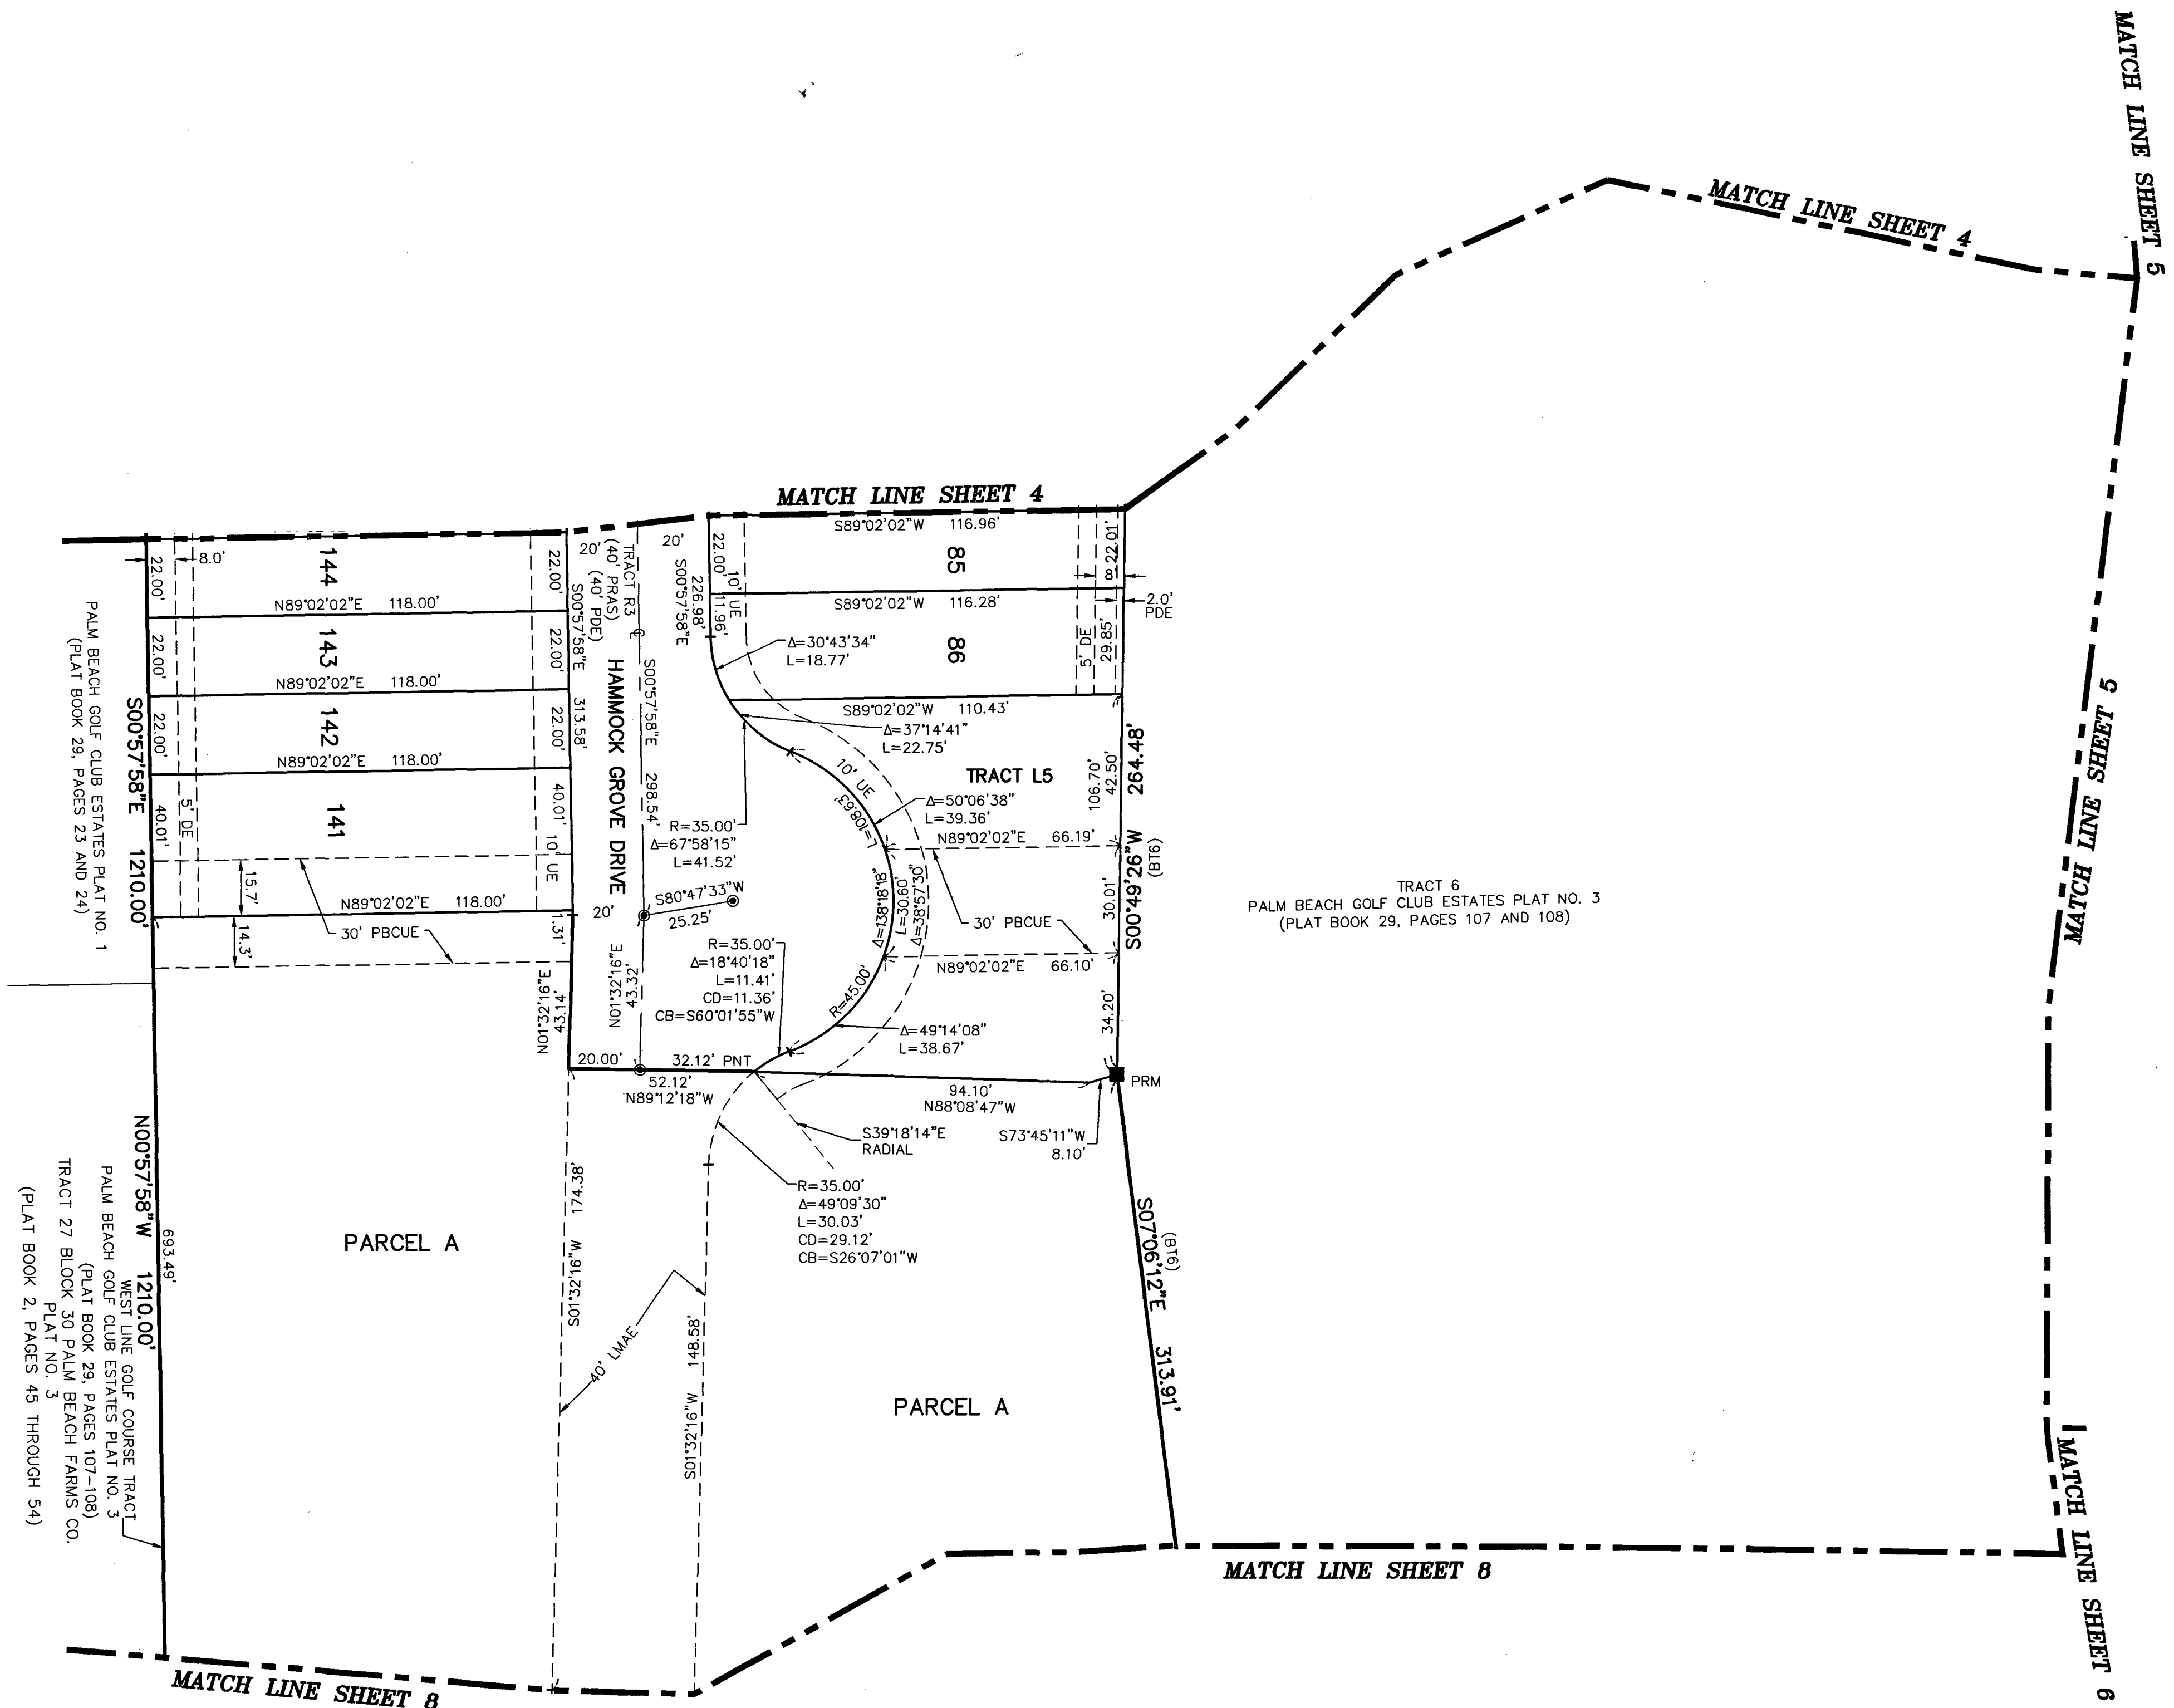 MATCH LINE SHEET 5
MATCH LINE SHEET 4
MATCH LINE SHEET 4
MATCH LINE SHEET 5
MATCH LINE SHEET 5
MATCH LINE SHEET 6
MATCH LINE SHEET 8
MATCH LINE SHEET 8
TRACT 6
PALM BEACH GOLF CLUB ESTATES PLAT NO. 3
(PLAT BOOK 29, PAGES 107 AND 108)
S89°02'02"W 116.96'
85
22.01'
8'
S89°02'02"W 116.28'
2.0'
PDE
86
5' DE
29.85'
S89°02'02"W 110.43'
22.00'
10' UE
11.96'
226.98'
S00°57'58"E
20'
20'
TRACT R3
(40' PRAS)
(40' PDE)
℄
Δ=30°43'34"
L=18.77'
Δ=37°14'41"
L=22.75'
TRACT L5
10' UE
L=108.63'
Δ=50°06'38"
L=39.36'
N89°02'02"E 66.19'
106.70'
42.50'
S00°49'26"W 264.48'
(BT6)
30.01'
34.20'
Δ=138°18'18"
L=30.60'
Δ=38°57'30"
30' PBCUE
N89°02'02"E 66.10'
R=45.00'
Δ=49°14'08"
L=38.67'
R=35.00'
Δ=67°58'15"
L=41.52'
S80°47'33"W
25.25'
R=35.00'
Δ=18°40'18"
L=11.41'
CD=11.36'
CB=S60°01'55"W
HAMMOCK GROVE DRIVE
S00°57'58"E 298.54'
S00°57'58"E 313.58'
20'
43.32'
N01°32'16"E
43.14'
N01°32'16"E
20.00'
32.12' PNT
52.12'
N89°12'18"W
94.10'
N88°08'47"W
PRM
S73°45'11"W
8.10'
S39°18'14"E
RADIAL
R=35.00'
Δ=49°09'30"
L=30.03'
CD=29.12'
CB=S26°07'01"W
S07°06'12"E 313.91'
(BT6)
PARCEL A
PARCEL A
174.38' S01°32'16"W
148.58' S01°32'16"W
40' LMAE
8.0'
22.00'
144
22.00'
N89°02'02"E 118.00'
22.00'
143
22.00'
N89°02'02"E 118.00'
22.00'
142
22.00'
N89°02'02"E 118.00'
40.01'
5' DE
141
40.01'
10' UE
15.7'
N89°02'02"E 118.00'
1.31'
14.3'
30' PBCUE
S00°57'58"E 1210.00'
PALM BEACH GOLF CLUB ESTATES PLAT NO. 1
(PLAT BOOK 29, PAGES 23 AND 24)
N00°57'58"W 1210.00'
693.49'
WEST LINE GOLF COURSE TRACT
PALM BEACH GOLF CLUB ESTATES PLAT NO. 3
(PLAT BOOK 29, PAGES 107-108)
TRACT 27 BLOCK 30 PALM BEACH FARMS CO.
PLAT NO. 3
(PLAT BOOK 2, PAGES 45 THROUGH 54)